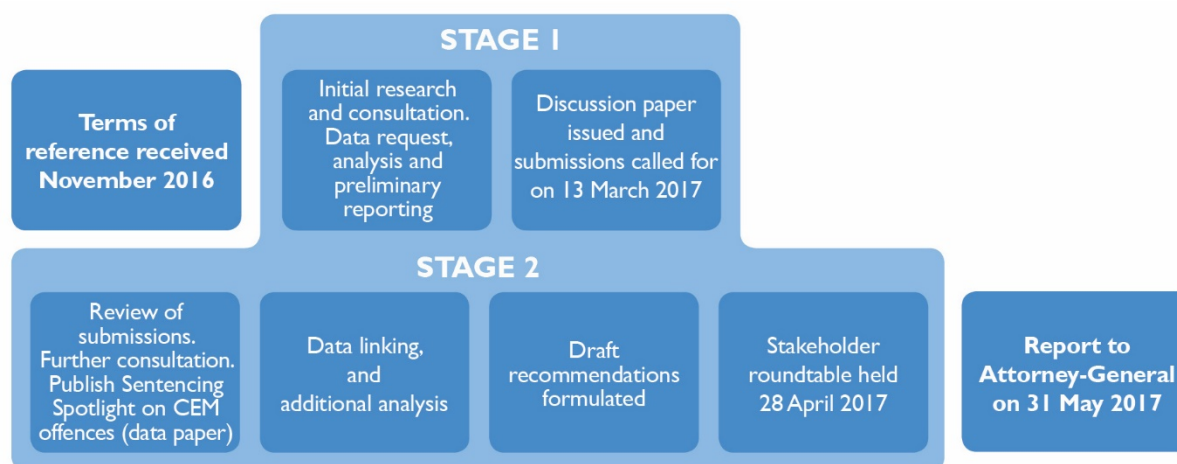 STAGE 1
Terms of
reference received
November 2016
Initial research
and consultation.
Data request,
analysis and
preliminary
reporting
Discussion paper
issued and
submissions called for
on 13 March 2017
STAGE 2
Review of
submissions.
Further consultation.
Publish Sentencing
Spotlight on CEM
offences (data paper)
Data linking,
and
additional analysis
Draft
recommendations
formulated
Stakeholder
roundtable held
28 April 2017
Report to
Attorney-General
on 31 May 2017